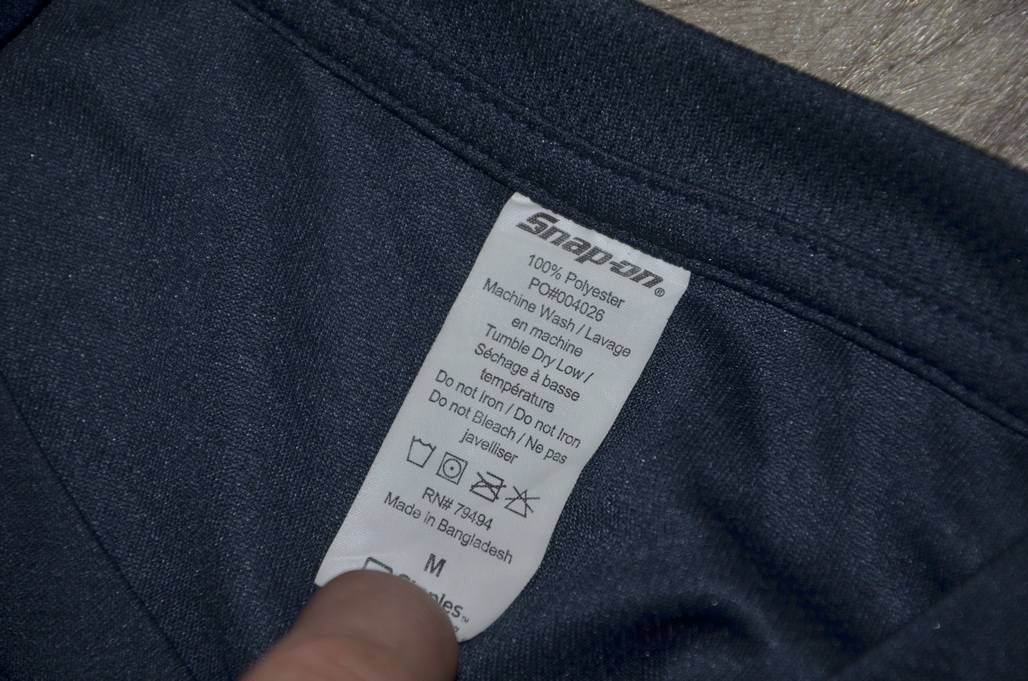 Snap-on®
100% Polyester
PO#004026
Machine Wash / Lavage
en machine
Tumble Dry Low /
Séchage à basse
température
Do not Iron / Do not Iron
Do not Bleach / Ne pas
javelliser
RN# 79494
Made in Bangladesh
M